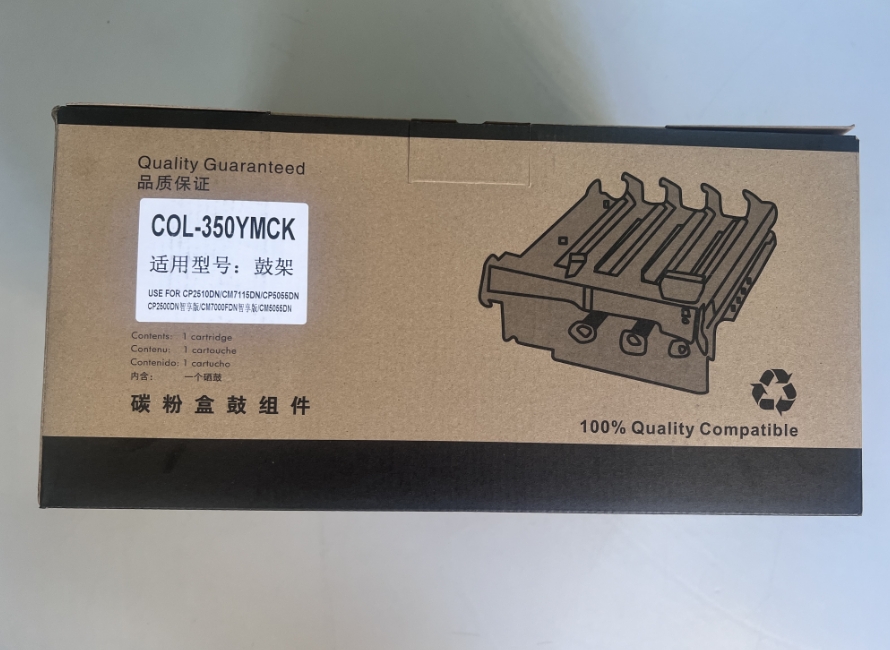 Quality Guaranteed
品质保证
COL-350YMCK
适用型号：鼓架
USE FOR CP2510DN/CM7115DN/CP5055DN
CP2500DN智享版/CM7000FDN智享版/CM5055DN
Contents: 1 cartridge
Contenu: 1 cartouche
Contenido: 1 cartucho
内含： 一个硒鼓
碳粉盒鼓组件
100% Quality Compatible